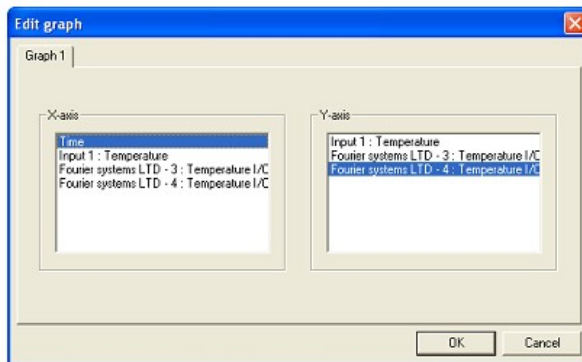 Edit graph
Graph 1
X-axis
Time
Input 1 : Temperature
Fourier systems LTD - 3 : Temperature I/C
Fourier systems LTD - 4 : Temperature I/C
Y-axis
Input 1 : Temperature
Fourier systems LTD - 3 : Temperature I/C
Fourier systems LTD - 4 : Temperature I/C
OK
Cancel